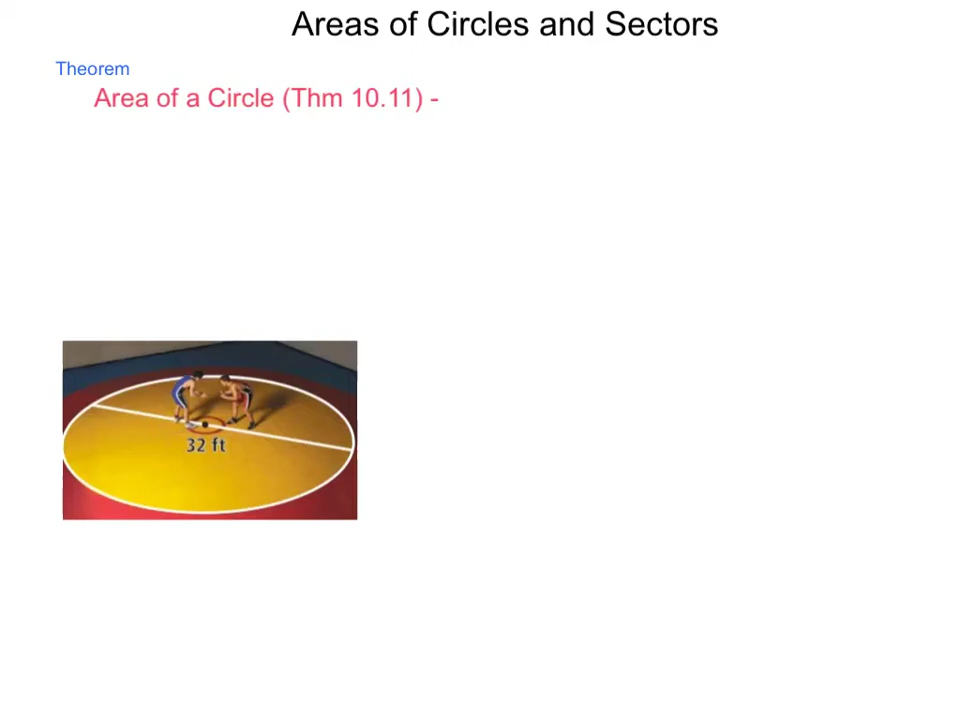 Areas of Circles and Sectors
Theorem
Area of a Circle (Thm 10.11) -
32 ft